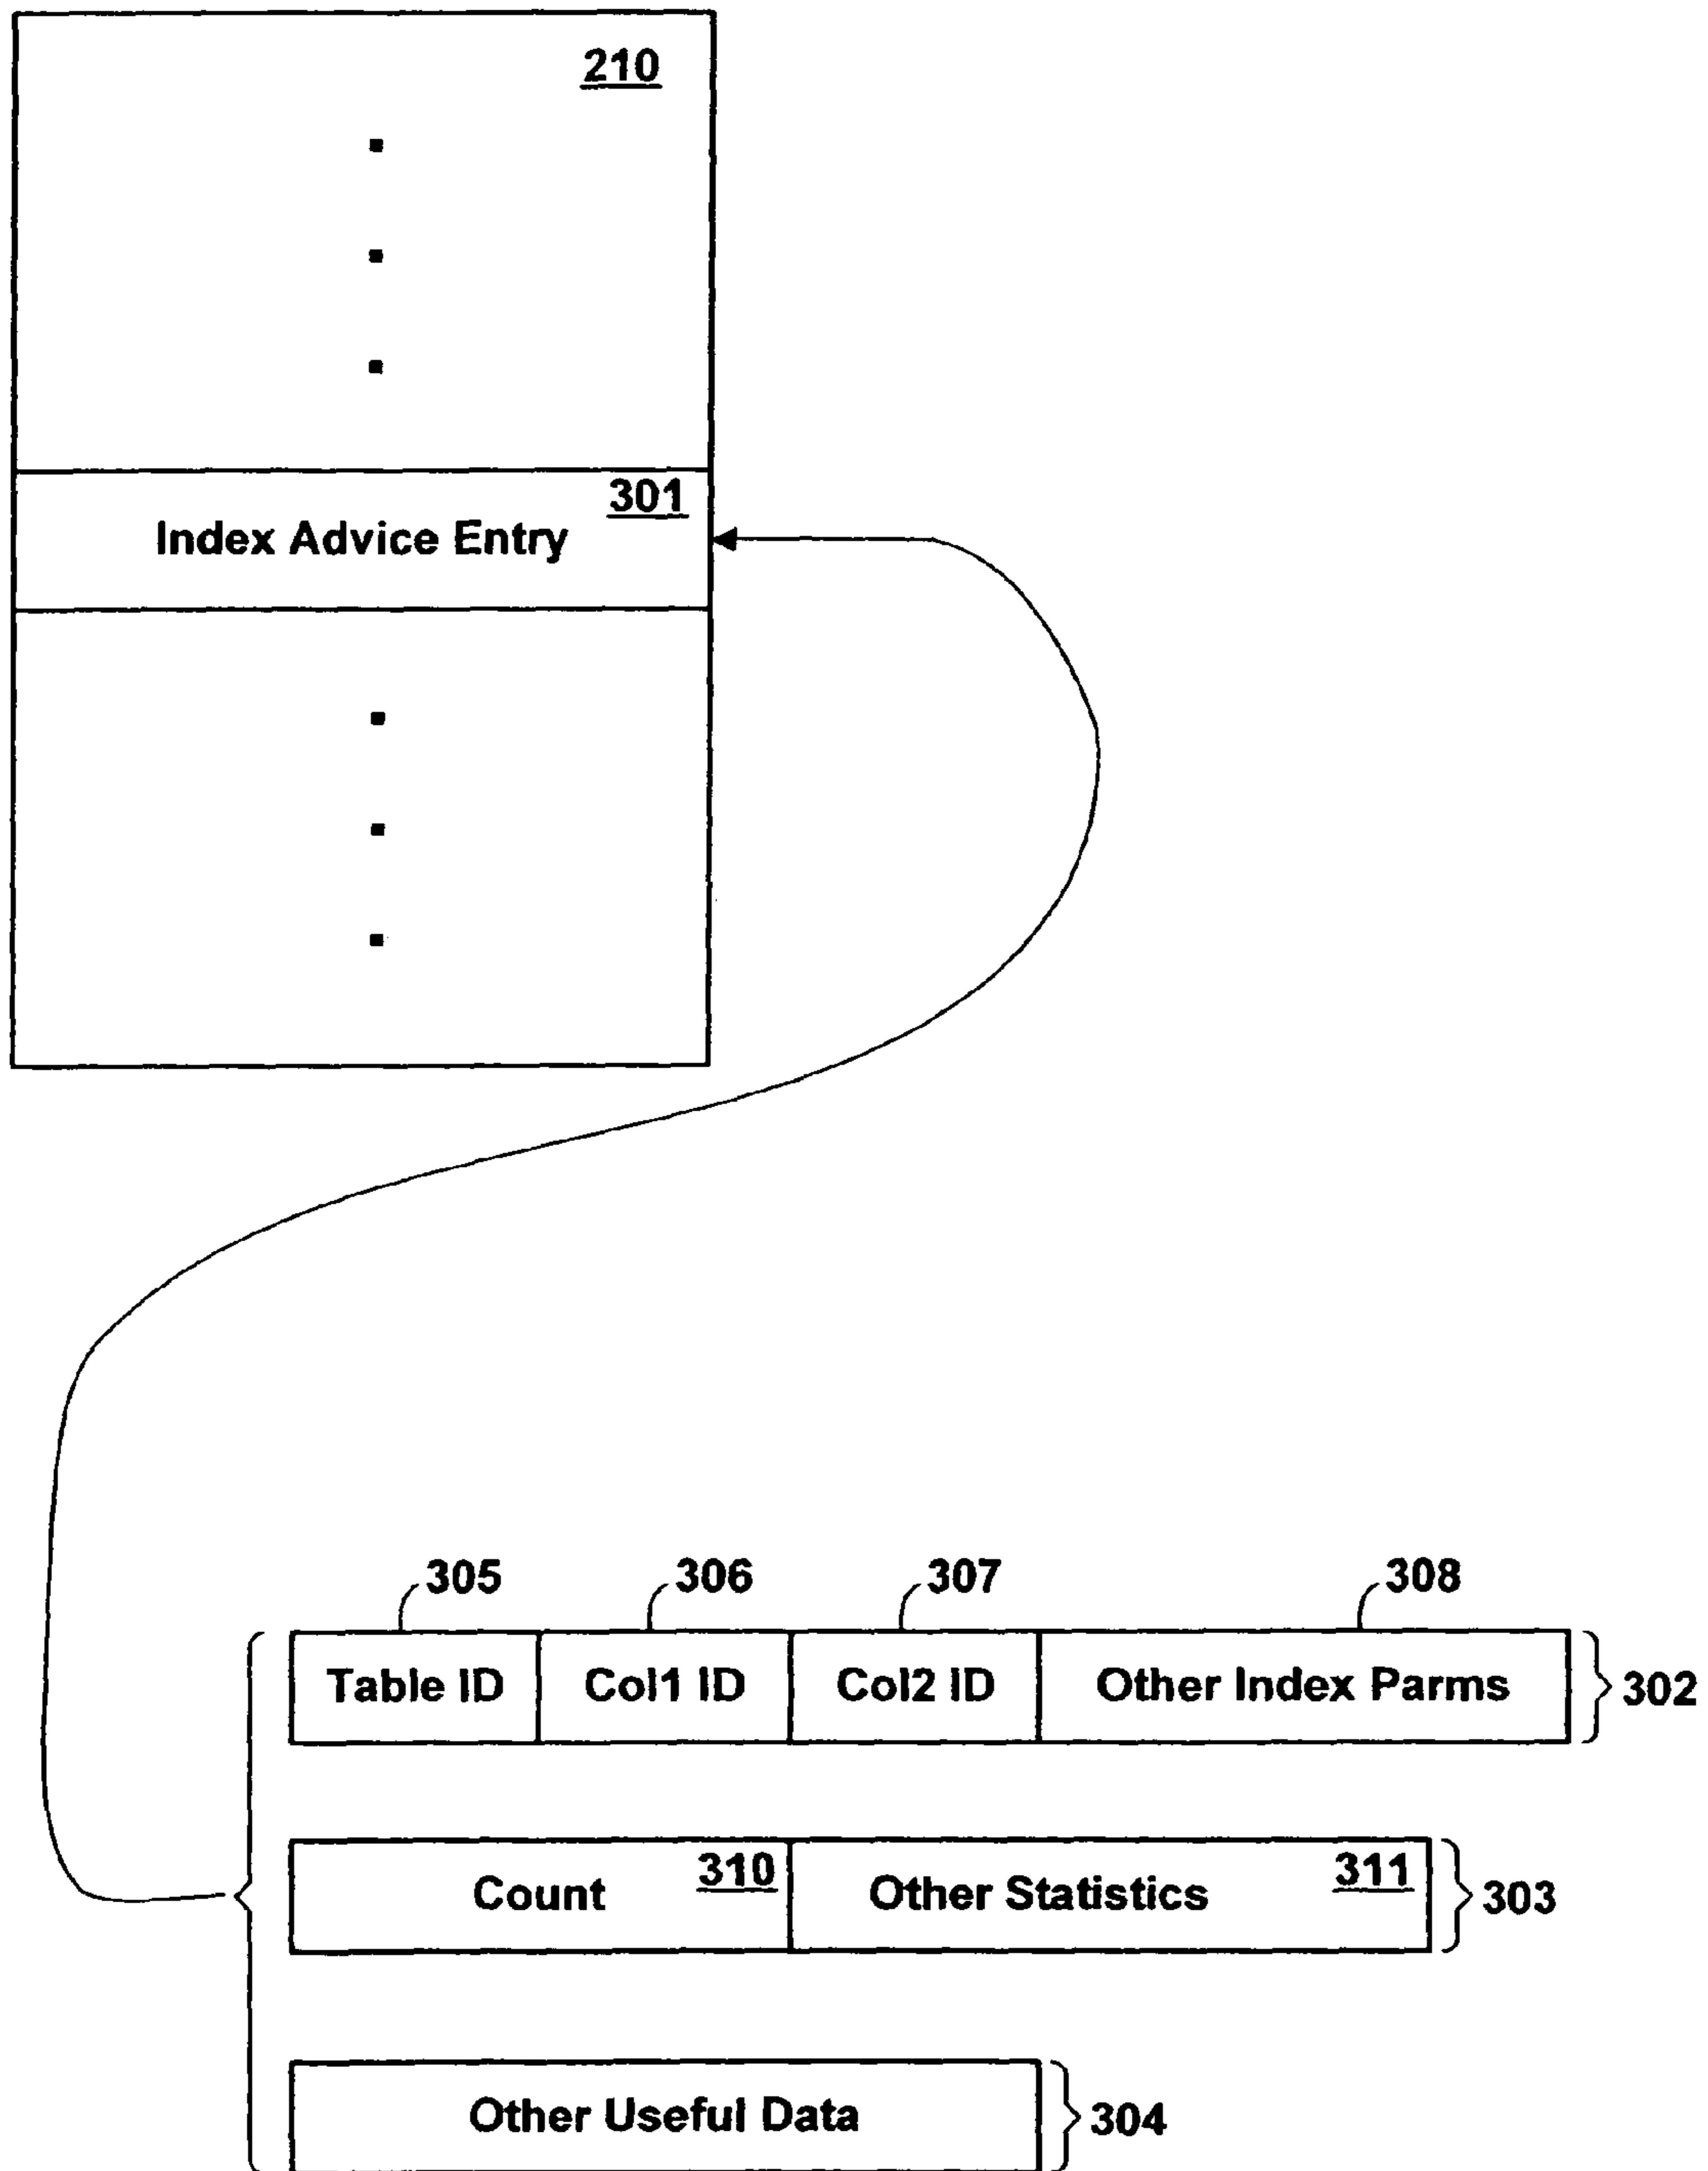 210
301
Index Advice Entry
305 306 307 308
Table ID Col1 ID Col2 ID Other Index Parms 302
310 311
Count Other Statistics 303
Other Useful Data 304